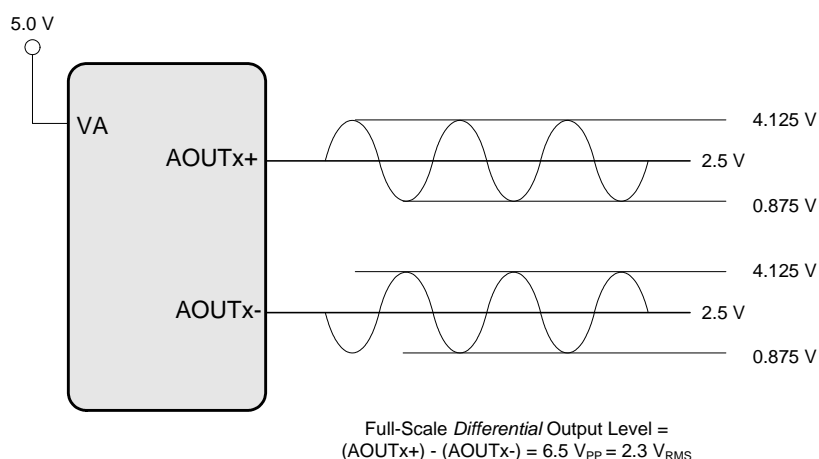 5.0 V
VA
AOUTx+
4.125 V
2.5 V
0.875 V
AOUTx-
4.125 V
2.5 V
0.875 V
Full-Scale Differential Output Level =
(AOUTx+) - (AOUTx-) = 6.5 VPP = 2.3 VRMS